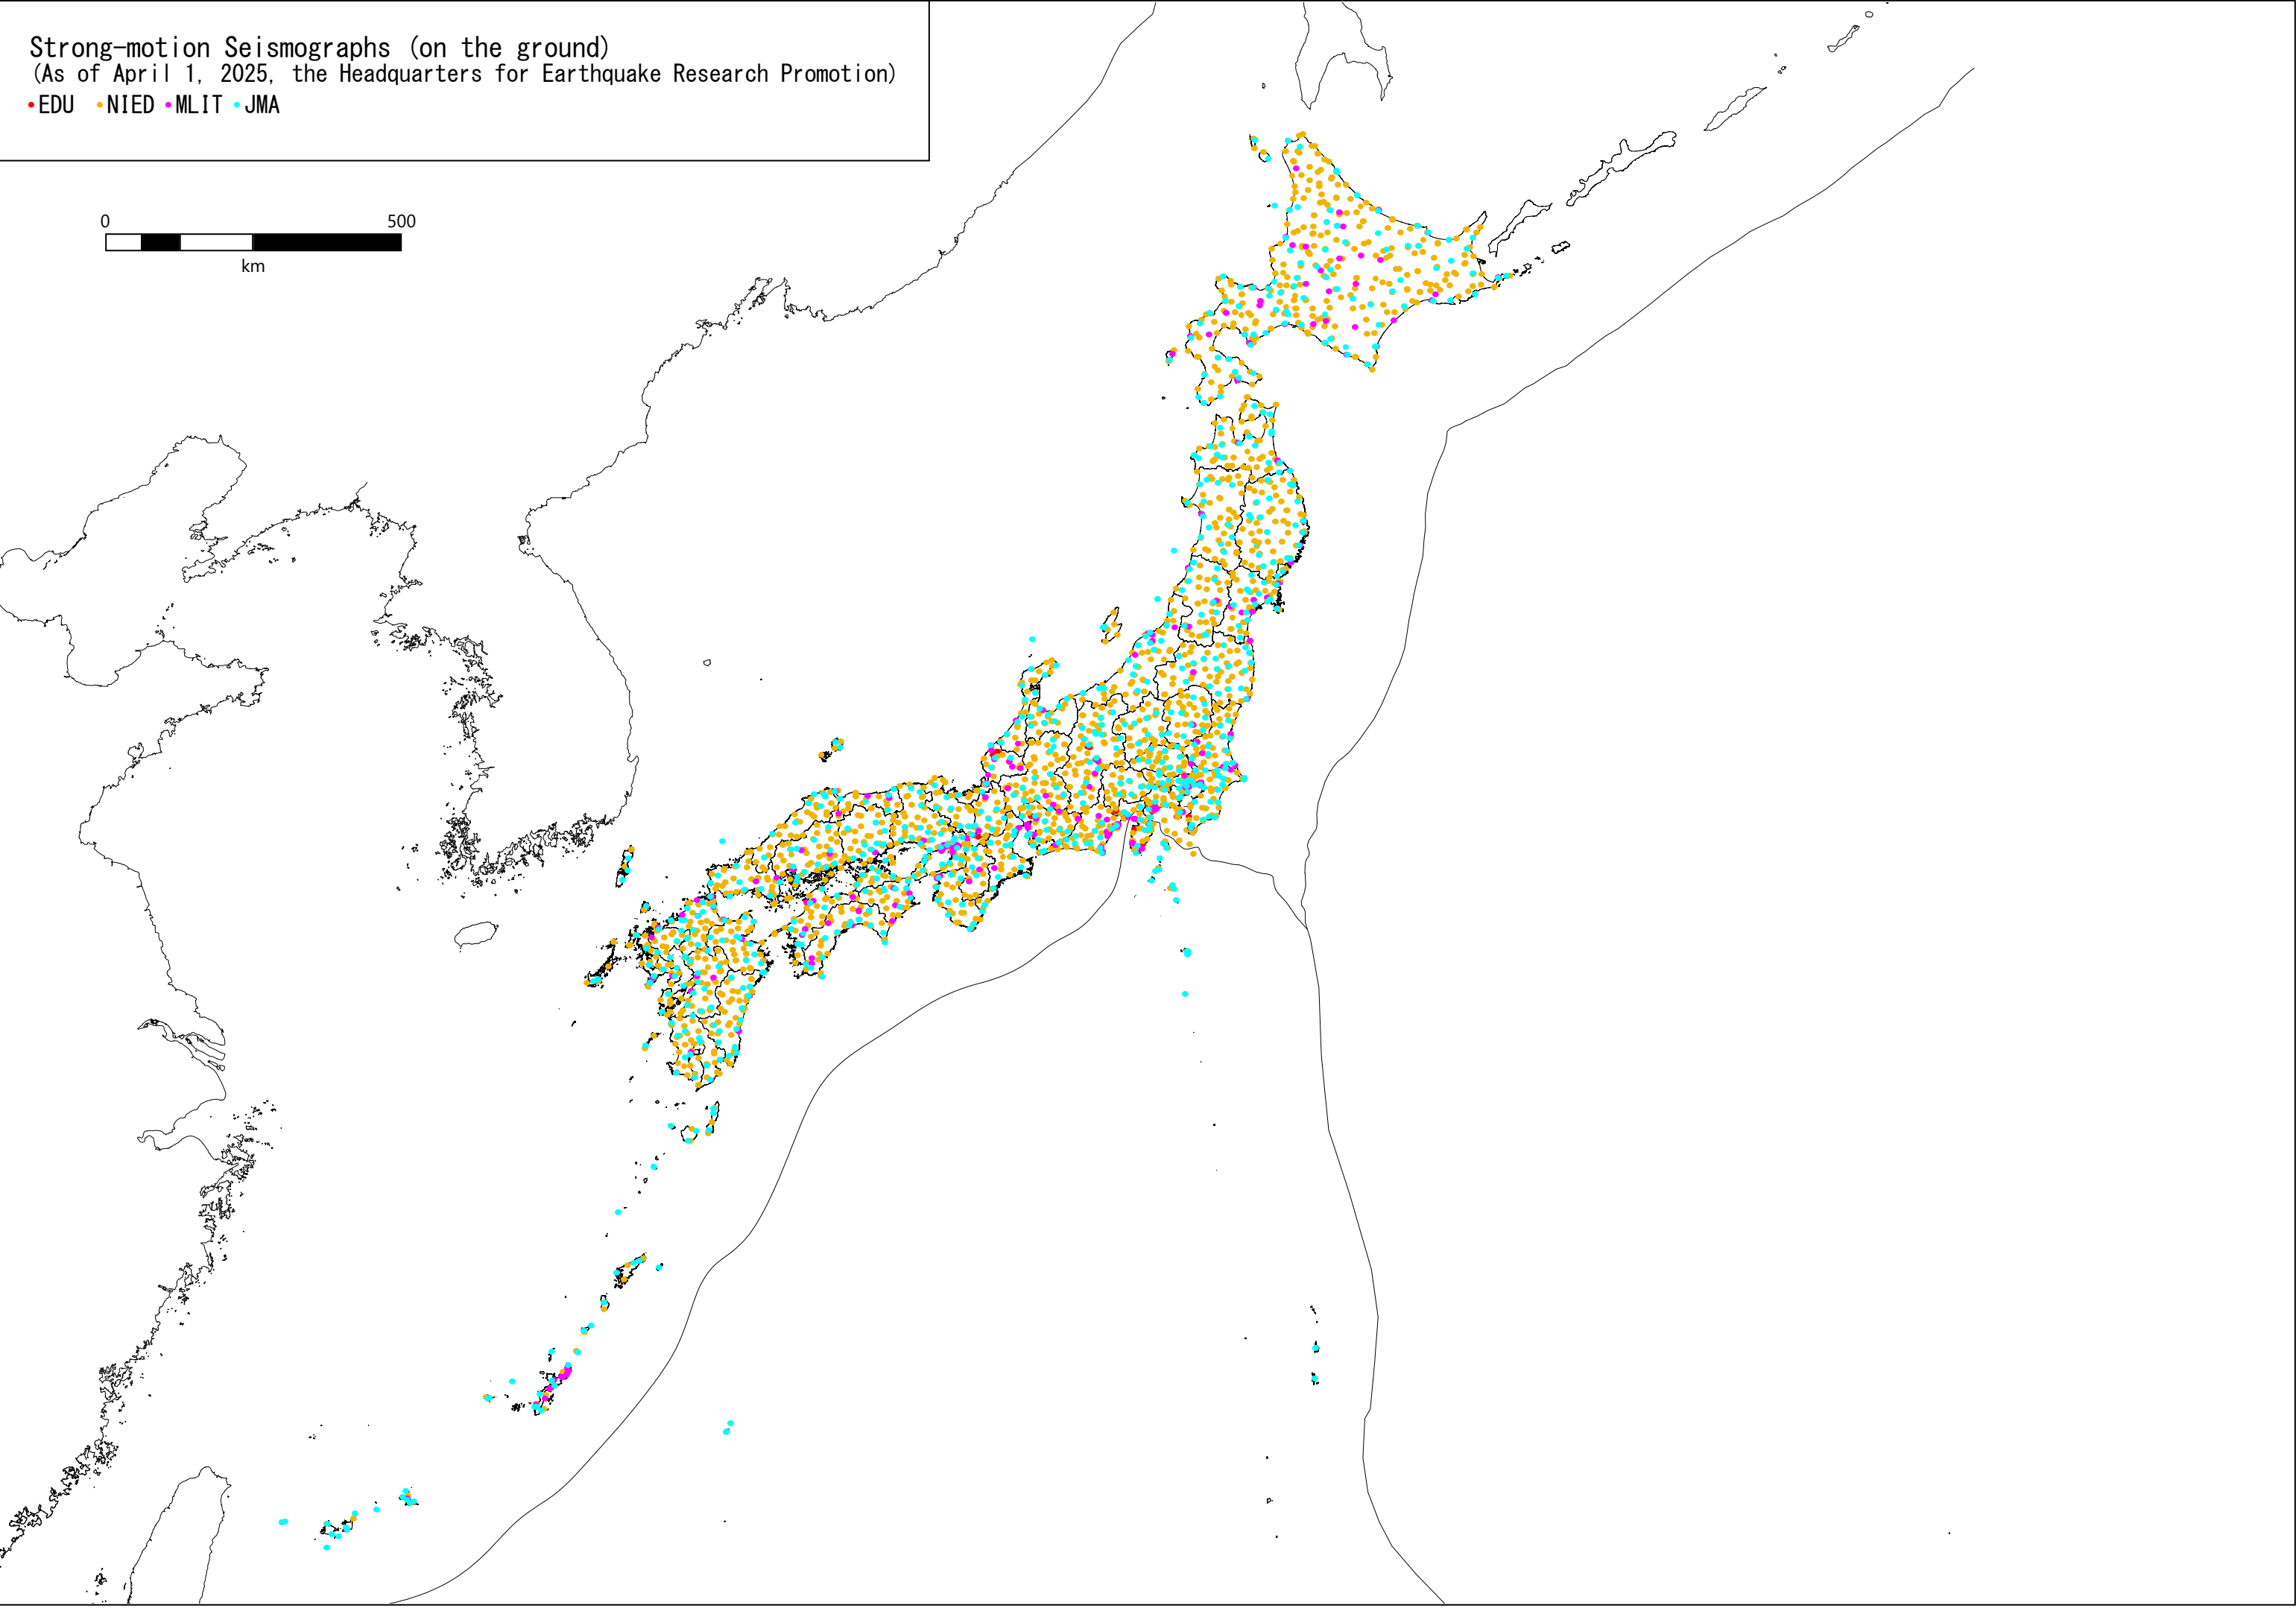 Strong-motion Seismographs (on the ground)
(As of April 1, 2025, the Headquarters for Earthquake Research Promotion)
EDU NIED MLIT JMA
0 500
km